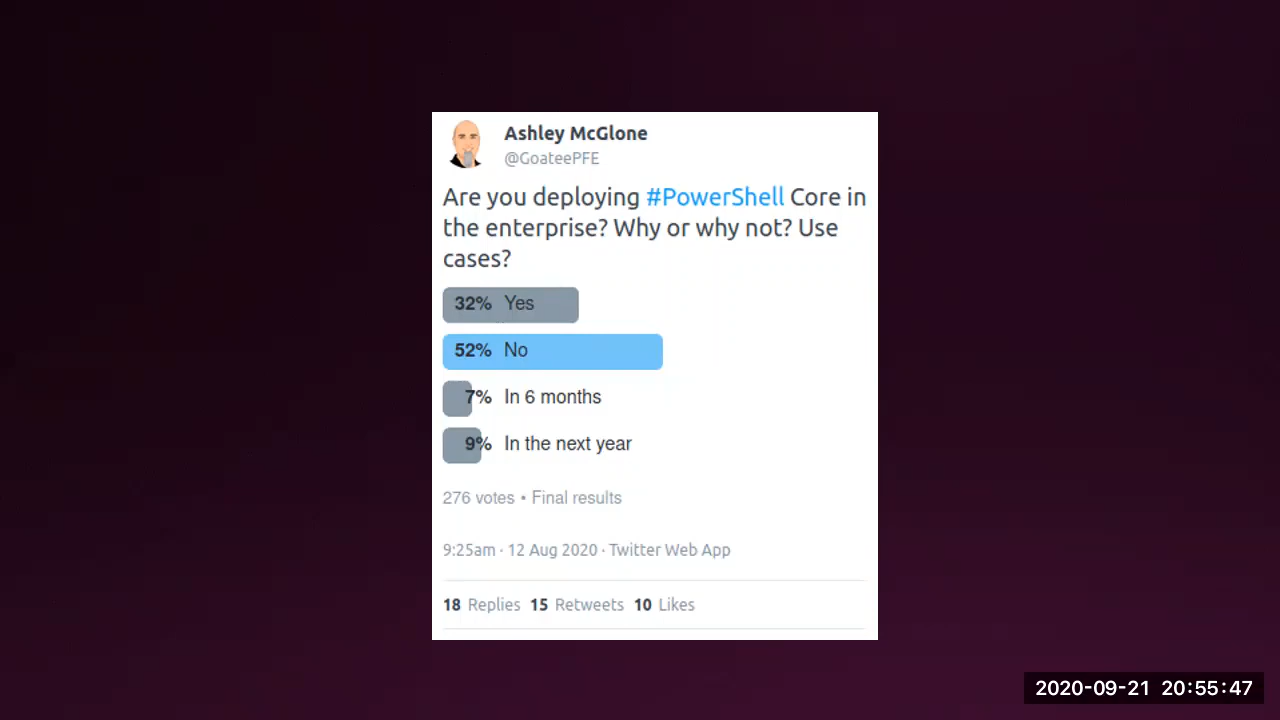 Ashley McGlone
@GoateePFE
Are you deploying #PowerShell Core in
the enterprise? Why or why not? Use
cases?
32% Yes
52% No
7% In 6 months
9% In the next year
276 votes • Final results
9:25am · 12 Aug 2020 · Twitter Web App
18 Replies 15 Retweets 10 Likes
2020-09-21 20:55:47